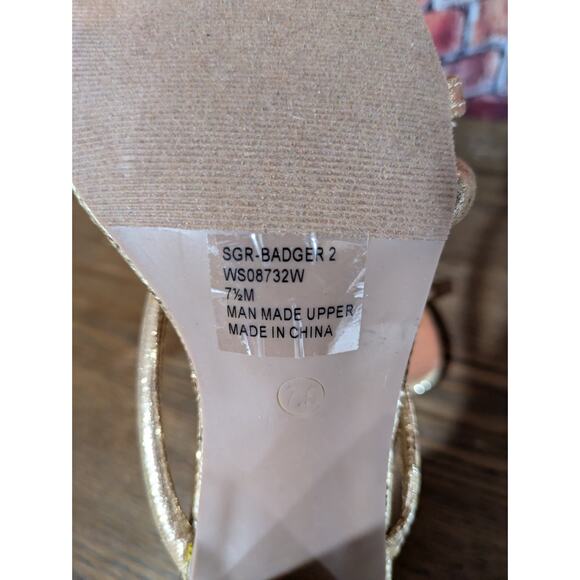 SGR-BADGER 2
WS08732W
7½M
MAN MADE UPPER
MADE IN CHINA